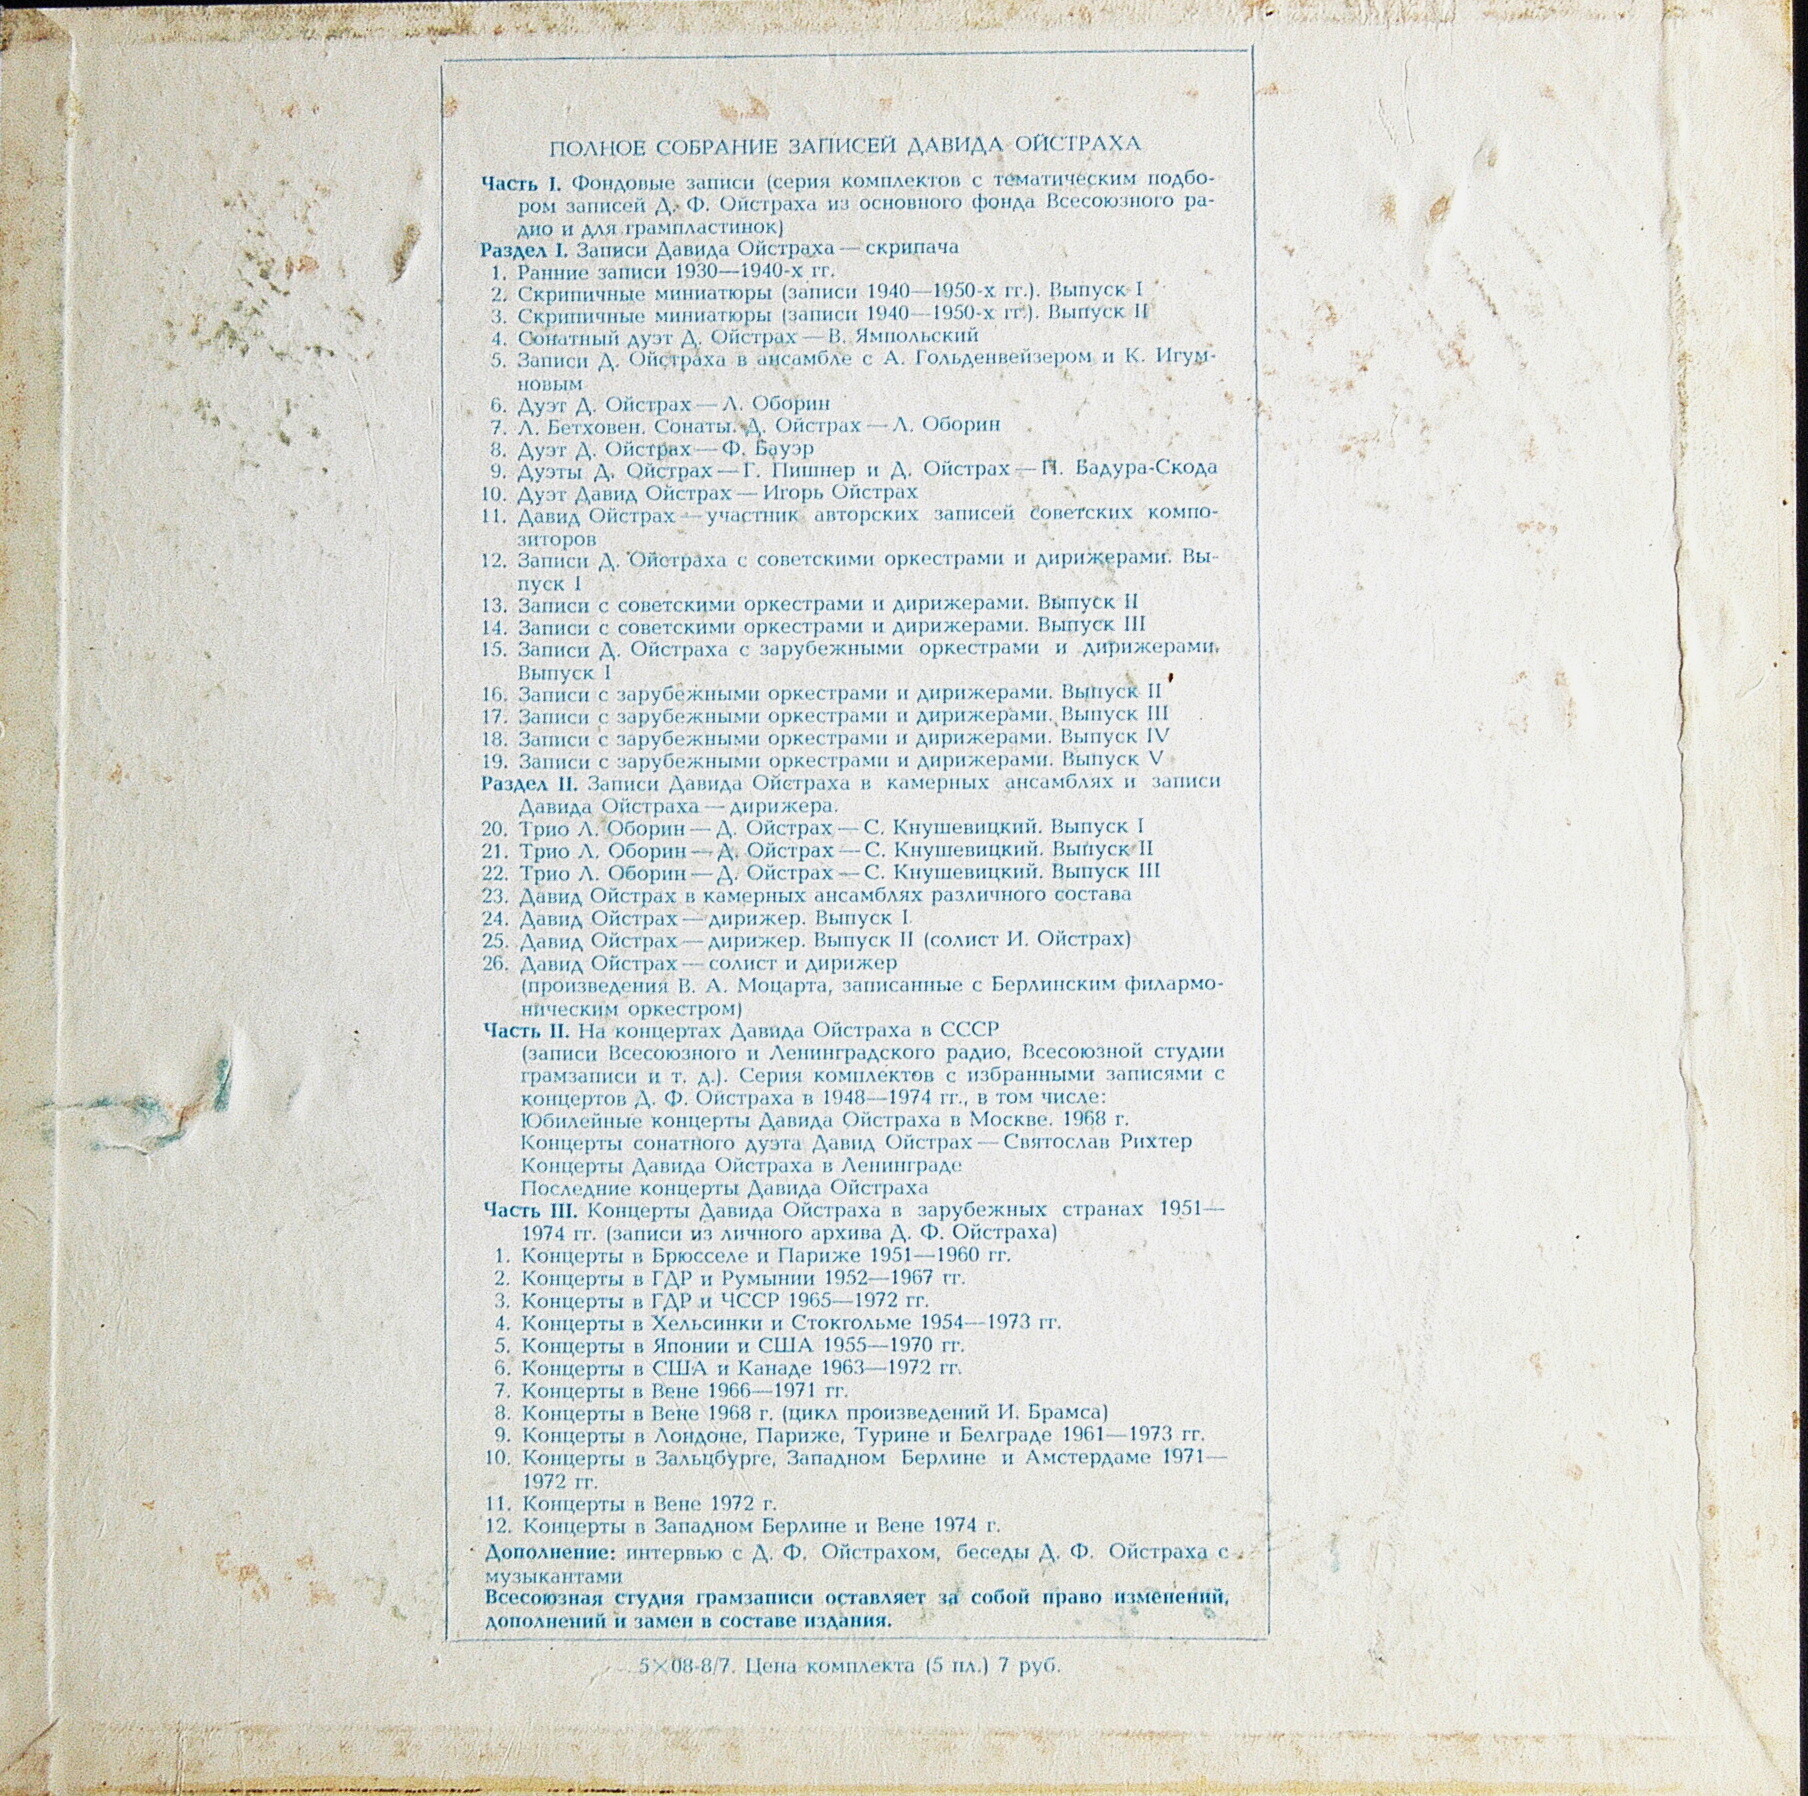 ПОЛНОЕ СОБРАНИЕ ЗАПИСЕЙ ДАВИДА ОЙСТРАХА
Часть I. Фондовые записи (серия комплектов с тематическим подбо-
ром записей Д. Ф. Ойстраха из основного фонда Всесоюзного ра-
дио и для грампластинок)
Раздел I. Записи Давида Ойстраха — скрипача
1. Ранние записи 1930—1940-х гг.
2. Скрипичные миниатюры (записи 1940—1950-х гг.). Выпуск I
3. Скрипичные миниатюры (записи 1940—1950-х гг.). Выпуск II
4. Сонатный дуэт Д. Ойстрах — В. Ямпольский
5. Записи Д. Ойстраха в ансамбле с А. Гольденвейзером и К. Игум-
новым
6. Дуэт Д. Ойстрах — Л. Оборин
7. Л. Бетховен. Сонаты. Д. Ойстрах — Л. Оборин
8. Дуэт Д. Ойстрах — Ф. Бауэр
9. Дуэты Д. Ойстрах — Г. Пишнер и Д. Ойстрах — П. Бадура-Скода
10. Дуэт Давид Ойстрах — Игорь Ойстрах
11. Давид Ойстрах — участник авторских записей советских компо-
зиторов
12. Записи Д. Ойстраха с советскими оркестрами и дирижерами. Вы-
пуск I
13. Записи с советскими оркестрами и дирижерами. Выпуск II
14. Записи с советскими оркестрами и дирижерами. Выпуск III
15. Записи Д. Ойстраха с зарубежными оркестрами и дирижерами.
Выпуск I
16. Записи с зарубежными оркестрами и дирижерами. Выпуск II
17. Записи с зарубежными оркестрами и дирижерами. Выпуск III
18. Записи с зарубежными оркестрами и дирижерами. Выпуск IV
19. Записи с зарубежными оркестрами и дирижерами. Выпуск V
Раздел II. Записи Давида Ойстраха в камерных ансамблях и записи
Давида Ойстраха — дирижера.
20. Трио Л. Оборин — Д. Ойстрах — С. Кнушевицкий. Выпуск I
21. Трио Л. Оборин — Д. Ойстрах — С. Кнушевицкий. Выпуск II
22. Трио Л. Оборин — Д. Ойстрах — С. Кнушевицкий. Выпуск III
23. Давид Ойстрах в камерных ансамблях различного состава
24. Давид Ойстрах — дирижер. Выпуск I
25. Давид Ойстрах — дирижер. Выпуск II (солист И. Ойстрах)
26. Давид Ойстрах — солист и дирижер
(произведения В. А. Моцарта, записанные с Берлинским филармо-
ническим оркестром)
Часть II. На концертах Давида Ойстраха в СССР
(записи Всесоюзного и Ленинградского радио, Всесоюзной студии
грамзаписи и т. д.). Серия комплектов с избранными записями с
концертов Д. Ф. Ойстраха в 1948—1974 гг., в том числе:
Юбилейные концерты Давида Ойстраха в Москве. 1968 г.
Концерты сонатного дуэта Давид Ойстрах — Святослав Рихтер
Концерты Давида Ойстраха в Ленинграде
Последние концерты Давида Ойстраха
Часть III. Концерты Давида Ойстраха в зарубежных странах 1951—
1974 гг. (записи из личного архива Д. Ф. Ойстраха)
1. Концерты в Брюсселе и Париже 1951—1960 гг.
2. Концерты в ГДР и Румынии 1952—1967 гг.
3. Концерты в ГДР и ЧССР 1965—1972 гг.
4. Концерты в Хельсинки и Стокгольме 1954—1973 гг.
5. Концерты в Японии и США 1955—1970 гг.
6. Концерты в США и Канаде 1963—1972 гг.
7. Концерты в Вене 1966—1971 гг.
8. Концерты в Вене 1968 г. (цикл произведений И. Брамса)
9. Концерты в Лондоне, Париже, Турине и Белграде 1961—1973 гг.
10. Концерты в Зальцбурге, Западном Берлине и Амстердаме 1971—
1972 гг.
11. Концерты в Вене 1972 г.
12. Концерты в Западном Берлине и Вене 1974 г.
Дополнение: интервью с Д. Ф. Ойстрахом, беседы Д. Ф. Ойстраха с
музыкантами
Всесоюзная студия грамзаписи оставляет за собой право изменений,
дополнений и замен в составе издания.
5×08-8/7. Цена комплекта (5 пл.) 7 руб.